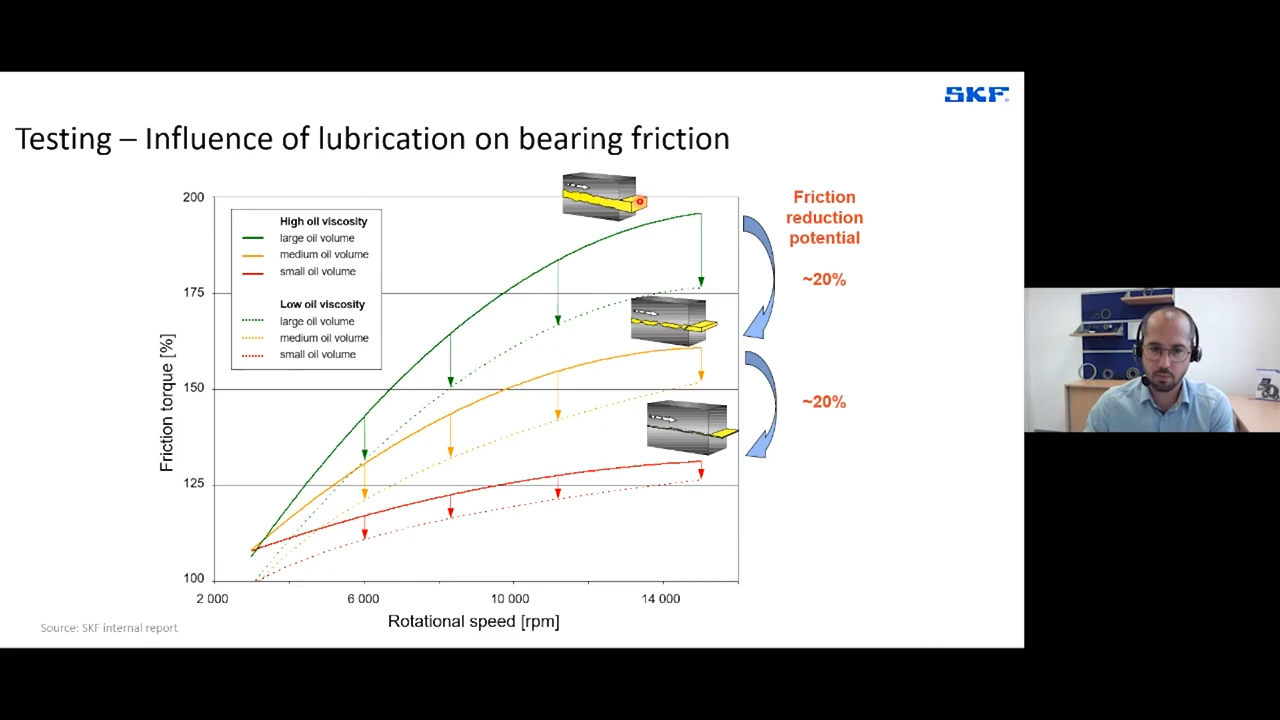 SKF
Testing – Influence of lubrication on bearing friction
200
175
150
125
100
Friction torque [%]
High oil viscosity
large oil volume
medium oil volume
small oil volume
Low oil viscosity
large oil volume
medium oil volume
small oil volume
Friction
reduction
potential
~20%
~20%
2 000
6 000
10 000
14 000
Rotational speed [rpm]
Source: SKF internal report